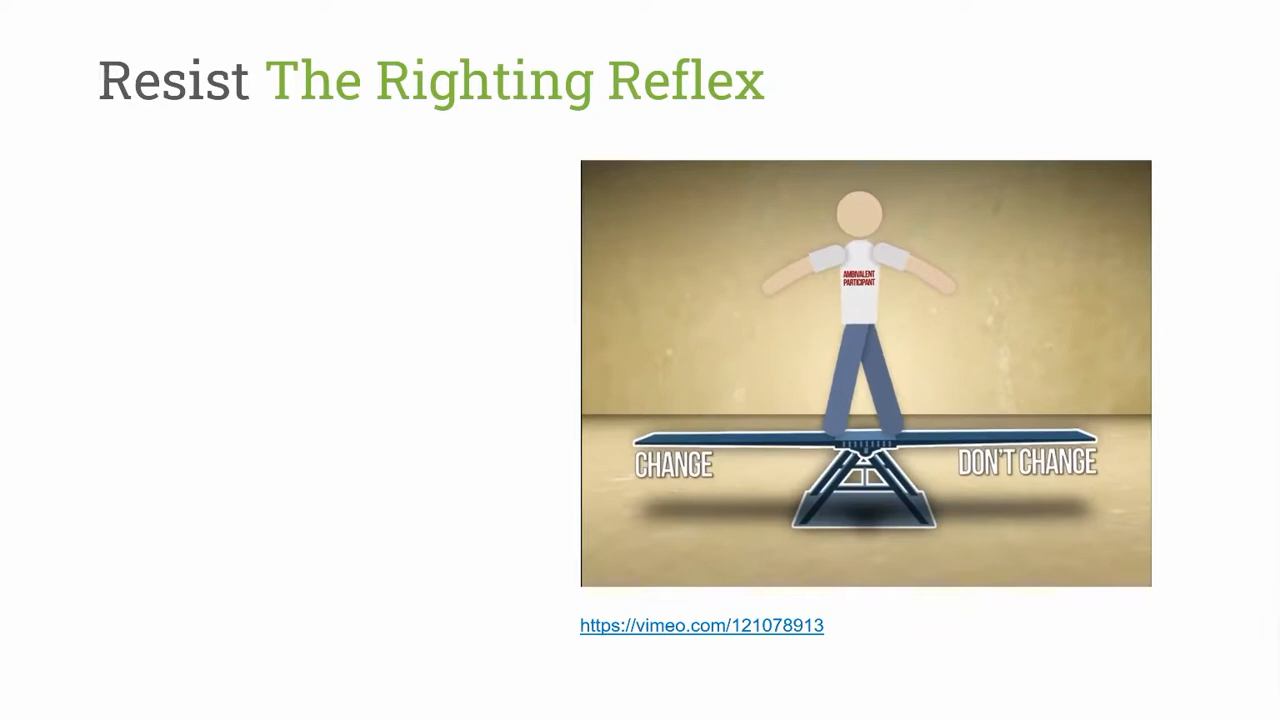 Resist The Righting Reflex
AMBIVALENT
PARTICIPANT
CHANGE
DON'T CHANGE
https://vimeo.com/121078913